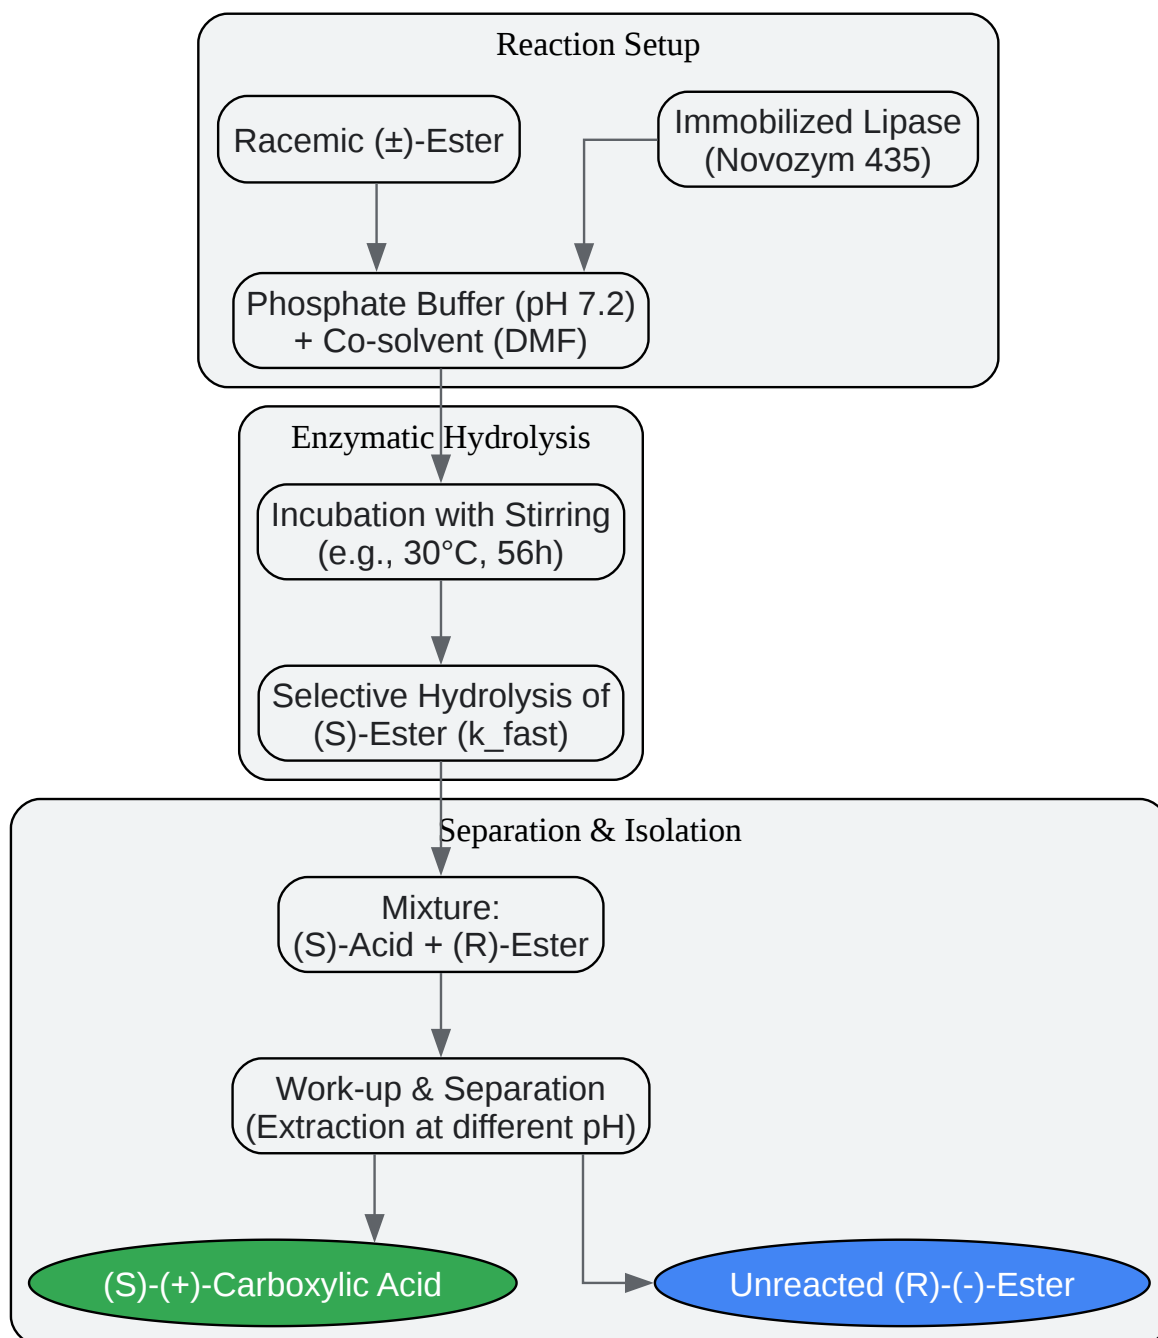 Reaction Setup
Racemic (±)-Ester
Immobilized Lipase
(Novozym 435)
Phosphate Buffer (pH 7.2)
+ Co-solvent (DMF)
Enzymatic Hydrolysis
Incubation with Stirring
(e.g., 30°C, 56h)
Selective Hydrolysis of
(S)-Ester (k_fast)
Separation & Isolation
Mixture:
(S)-Acid + (R)-Ester
Work-up & Separation
(Extraction at different pH)
(S)-(+)-Carboxylic Acid
Unreacted (R)-(-)-Ester